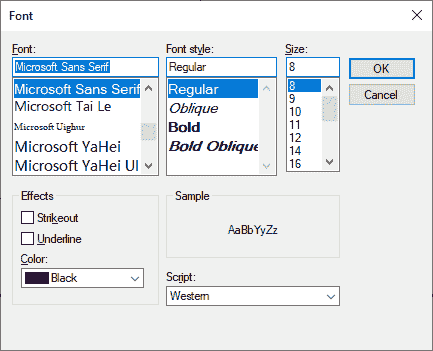 Font
Font:
Microsoft Sans Serif
Microsoft Sans Serif
Microsoft Tai Le
Microsoft Uighur
Microsoft YaHei
Microsoft YaHei UI
Font style:
Regular
Regular
Oblique
Bold
Bold Oblique
Size:
8
8
9
10
11
12
14
16
OK
Cancel
Effects
Strikeout
Underline
Color:
Black
Sample
AaBbYyZz
Script:
Western